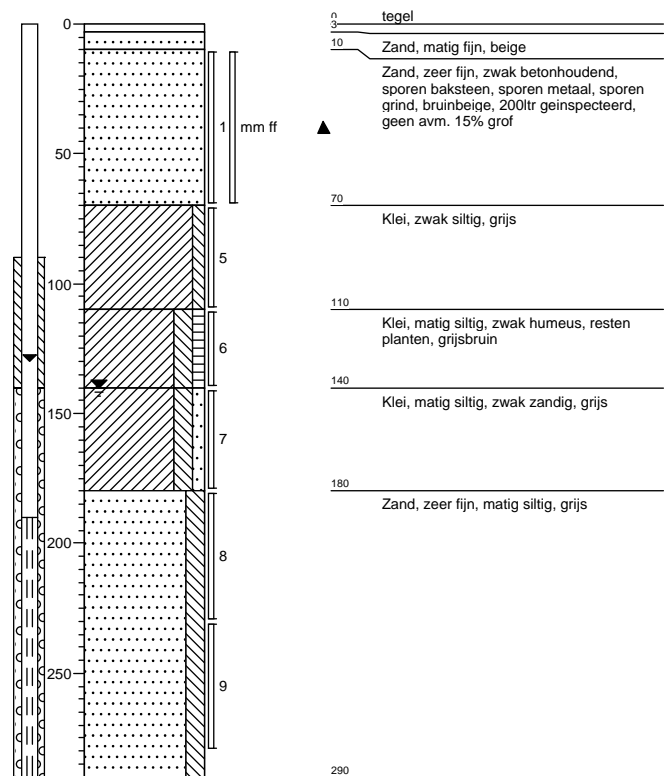 0
50
100
150
200
250
1
mm ff
5
6
7
8
9
0
tegel
3
10
Zand, matig fijn, beige
Zand, zeer fijn, zwak betonhoudend,
sporen baksteen, sporen metaal, sporen
grind, bruinbeige, 200ltr geinspecteerd,
geen avm. 15% grof
70
Klei, zwak siltig, grijs
110
Klei, matig siltig, zwak humeus, resten
planten, grijsbruin
140
Klei, matig siltig, zwak zandig, grijs
180
Zand, zeer fijn, matig siltig, grijs
290